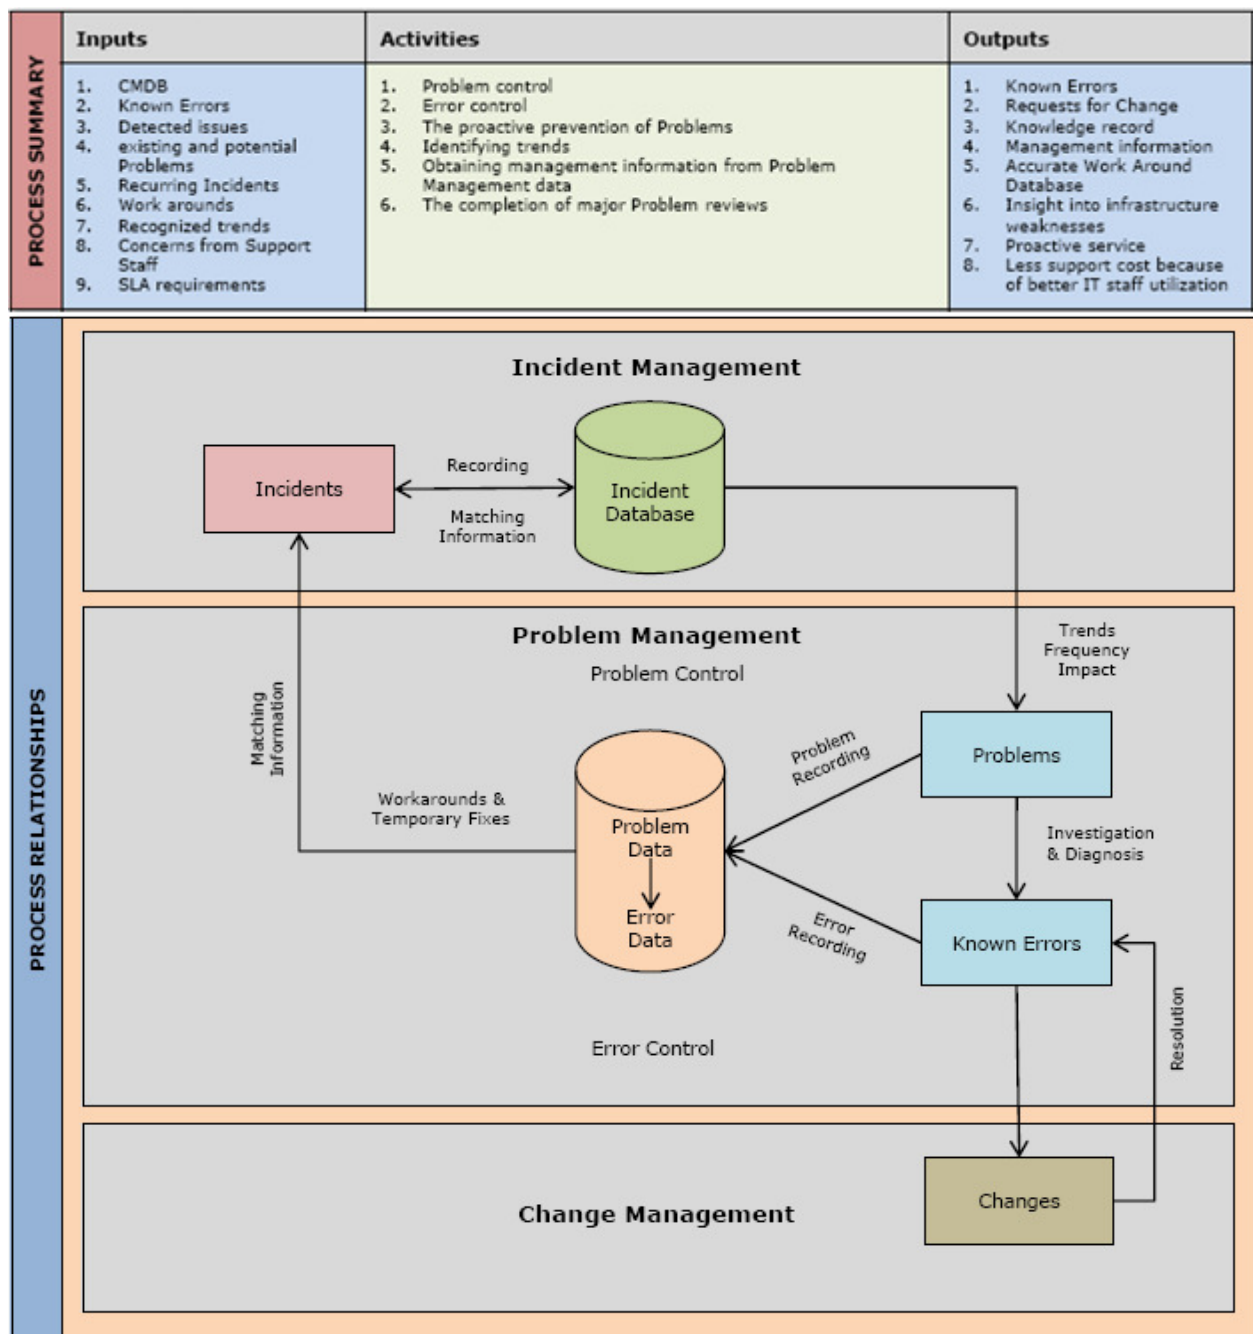 PROCESS SUMMARY
Inputs
1. CMDB
2. Known Errors
3. Detected issues
4. existing and potential
Problems
5. Recurring Incidents
6. Work arounds
7. Recognized trends
8. Concerns from Support
Staff
9. SLA requirements
Activities
1. Problem control
2. Error control
3. The proactive prevention of Problems
4. Identifying trends
5. Obtaining management information from Problem
Management data
6. The completion of major Problem reviews
Outputs
1. Known Errors
2. Requests for Change
3. Knowledge record
4. Management information
5. Accurate Work Around
Database
6. Insight into infrastructure
weaknesses
7. Proactive service
8. Less support cost because
of better IT staff utilization
PROCESS RELATIONSHIPS
Incident Management
Incidents
Recording
Matching
Information
Incident
Database
Problem Management
Problem Control
Trends
Frequency
Impact
Matching
Information
Problem
Recording
Problems
Workarounds &
Temporary Fixes
Problem
Data
Error
Data
Investigation
& Diagnosis
Error
Recording
Known Errors
Error Control
Resolution
Change Management
Changes